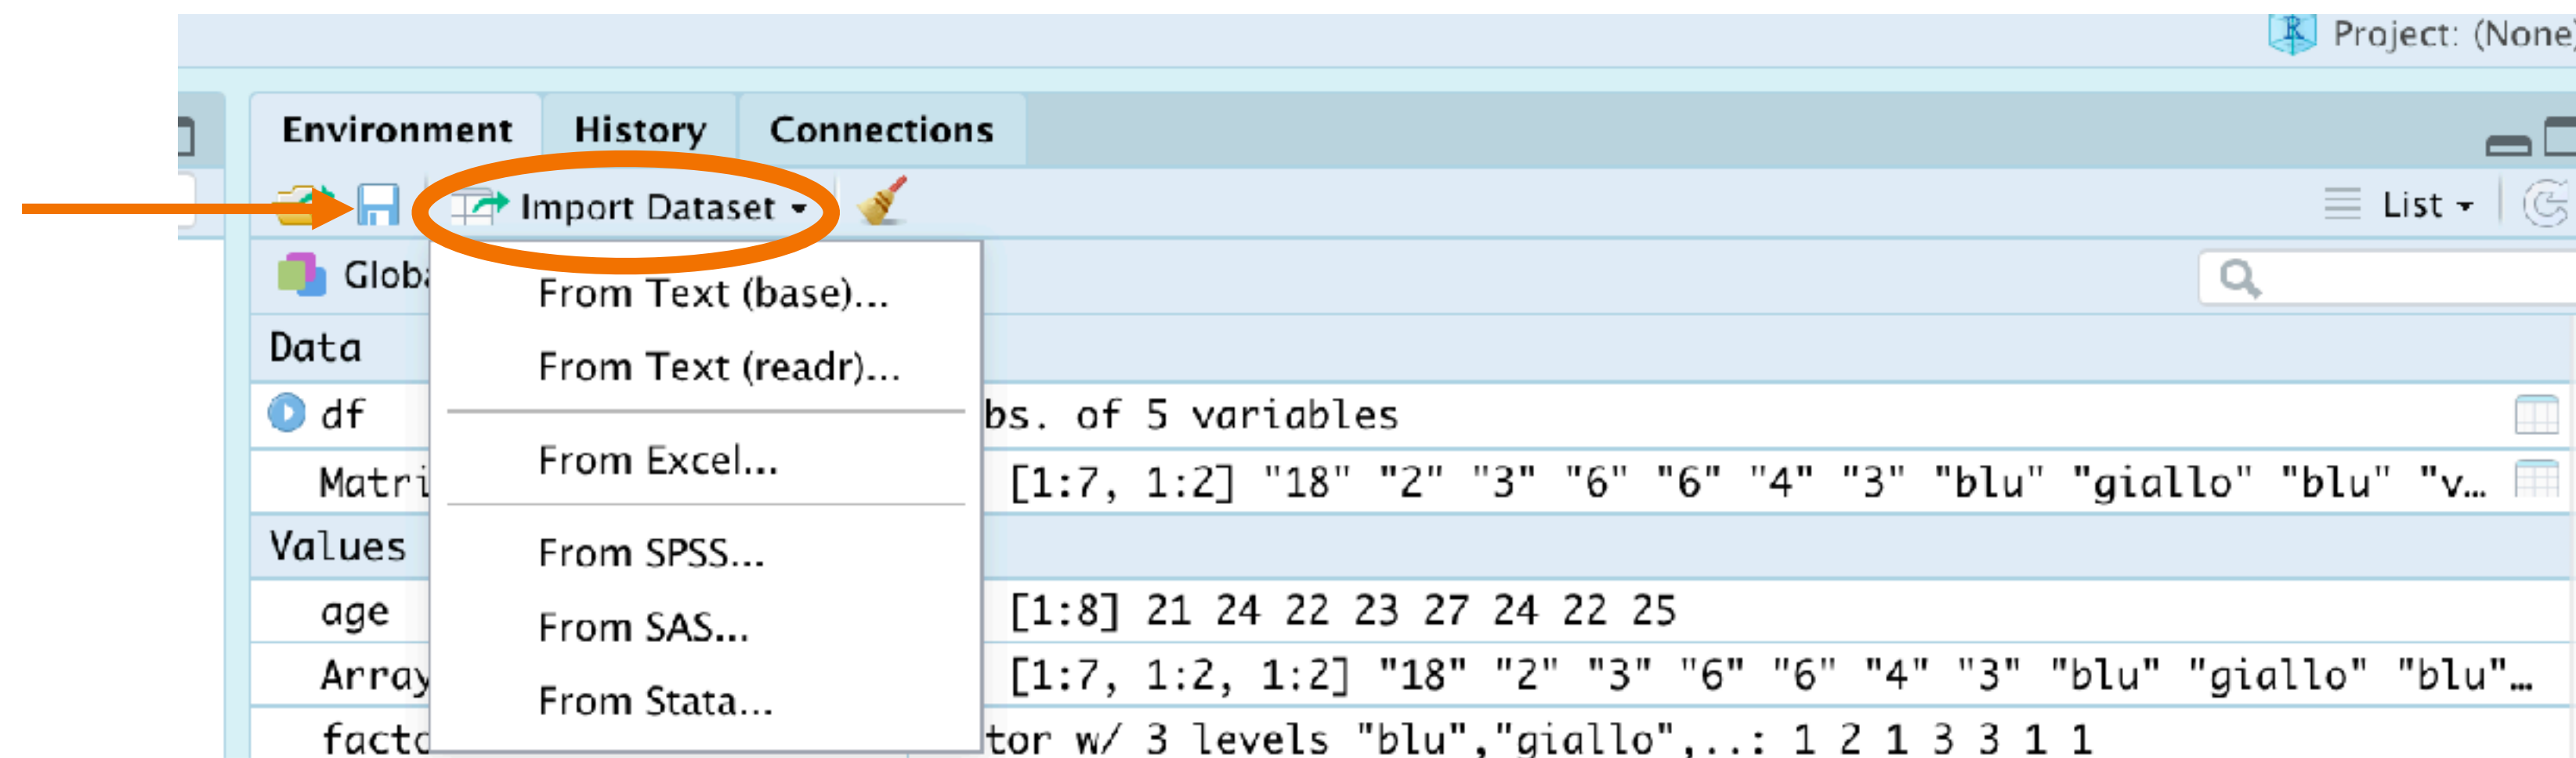 Project: (None)
Environment History Connections
Import Dataset
List
Globa
From Text (base)...
Data
From Text (readr)...
df
bs. of 5 variables
From Excel...
Matri
[1:7, 1:2] "18" "2" "3" "6" "6" "4" "3" "blu" "giallo" "blu" "v…
Values
From SPSS...
age
[1:8] 21 24 22 23 27 24 22 25
From SAS...
Array
[1:7, 1:2, 1:2] "18" "2" "3" "6" "6" "4" "3" "blu" "giallo" "blu"…
From Stata...
facto
tor w/ 3 levels "blu","giallo",..: 1 2 1 3 3 1 1